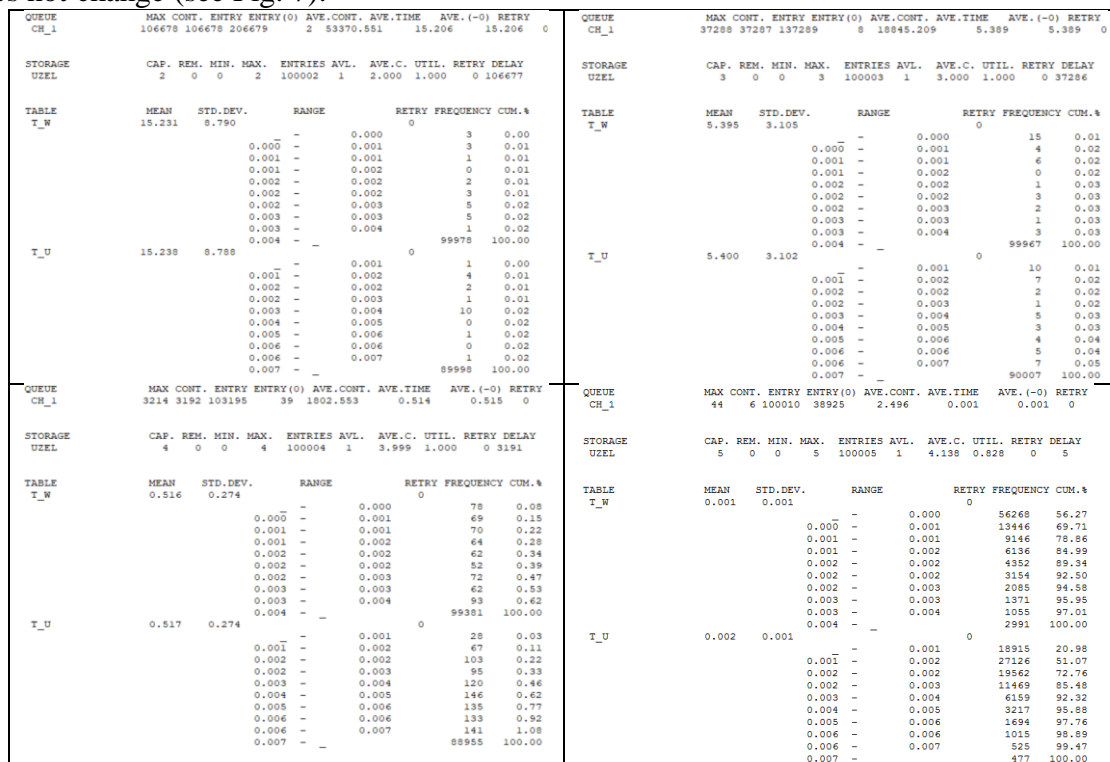 es not change (see Fig. 7).
QUEUE MAX CONT. ENTRY ENTRY(0) AVE.CONT. AVE.TIME AVE.(-0) RETRY
CH_1 106678 106678 206679 2 53370.551 15.206 15.206 0
STORAGE CAP. REM. MIN. MAX. ENTRIES AVL. AVE.C. UTIL. RETRY DELAY
UZEL 2 0 0 2 100002 1 2.000 1.000 0 106677
TABLE MEAN STD.DEV. RANGE RETRY FREQUENCY CUM.%
T_W 15.231 8.790 0
_ - 0.000 3 0.00
0.000 - 0.001 3 0.01
0.001 - 0.001 1 0.01
0.001 - 0.002 0 0.01
0.002 - 0.002 2 0.01
0.002 - 0.002 3 0.01
0.002 - 0.003 5 0.02
0.003 - 0.003 5 0.02
0.003 - 0.004 1 0.02
0.004 - _ 99978 100.00
T_U 15.238 8.788 0
_ - 0.001 1 0.00
0.001 - 0.002 4 0.01
0.002 - 0.002 2 0.01
0.002 - 0.003 1 0.01
0.003 - 0.004 10 0.02
0.004 - 0.005 0 0.02
0.005 - 0.006 1 0.02
0.006 - 0.006 0 0.02
0.006 - 0.007 1 0.02
0.007 - _ 89998 100.00
QUEUE MAX CONT. ENTRY ENTRY(0) AVE.CONT. AVE.TIME AVE.(-0) RETRY
CH_1 37288 37287 137289 8 18845.209 5.389 5.389 0
STORAGE CAP. REM. MIN. MAX. ENTRIES AVL. AVE.C. UTIL. RETRY DELAY
UZEL 3 0 0 3 100003 1 3.000 1.000 0 37286
TABLE MEAN STD.DEV. RANGE RETRY FREQUENCY CUM.%
T_W 5.395 3.105 0
_ - 0.000 15 0.01
0.000 - 0.001 4 0.02
0.001 - 0.001 6 0.02
0.001 - 0.002 0 0.02
0.002 - 0.002 1 0.03
0.002 - 0.002 3 0.03
0.002 - 0.003 2 0.03
0.003 - 0.003 1 0.03
0.003 - 0.004 3 0.03
0.004 - _ 99967 100.00
T_U 5.400 3.102 0
_ - 0.001 10 0.01
0.001 - 0.002 7 0.02
0.002 - 0.002 2 0.02
0.002 - 0.003 1 0.02
0.003 - 0.004 5 0.03
0.004 - 0.005 3 0.03
0.005 - 0.006 4 0.04
0.006 - 0.006 5 0.04
0.006 - 0.007 7 0.05
0.007 - _ 90007 100.00
QUEUE MAX CONT. ENTRY ENTRY(0) AVE.CONT. AVE.TIME AVE.(-0) RETRY
CH_1 3214 3192 103195 39 1802.553 0.514 0.515 0
STORAGE CAP. REM. MIN. MAX. ENTRIES AVL. AVE.C. UTIL. RETRY DELAY
UZEL 4 0 0 4 100004 1 3.999 1.000 0 3191
TABLE MEAN STD.DEV. RANGE RETRY FREQUENCY CUM.%
T_W 0.516 0.274 0
_ - 0.000 78 0.08
0.000 - 0.001 69 0.15
0.001 - 0.001 70 0.22
0.001 - 0.002 64 0.28
0.002 - 0.002 62 0.34
0.002 - 0.002 52 0.39
0.002 - 0.003 72 0.47
0.003 - 0.003 62 0.53
0.003 - 0.004 93 0.62
0.004 - _ 99381 100.00
T_U 0.517 0.274 0
_ - 0.001 28 0.03
0.001 - 0.002 67 0.11
0.002 - 0.002 103 0.22
0.002 - 0.003 95 0.33
0.003 - 0.004 120 0.46
0.004 - 0.005 146 0.62
0.005 - 0.006 135 0.77
0.006 - 0.006 133 0.92
0.006 - 0.007 141 1.08
0.007 - _ 88955 100.00
QUEUE MAX CONT. ENTRY ENTRY(0) AVE.CONT. AVE.TIME AVE.(-0) RETRY
CH_1 44 6 100010 38925 2.496 0.001 0.001 0
STORAGE CAP. REM. MIN. MAX. ENTRIES AVL. AVE.C. UTIL. RETRY DELAY
UZEL 5 0 0 5 100005 1 4.138 0.828 0 5
TABLE MEAN STD.DEV. RANGE RETRY FREQUENCY CUM.%
T_W 0.001 0.001 0
_ - 0.000 56268 56.27
0.000 - 0.001 13446 69.71
0.001 - 0.001 9146 78.86
0.001 - 0.002 6136 84.99
0.002 - 0.002 4352 89.34
0.002 - 0.002 3154 92.50
0.002 - 0.003 2085 94.58
0.003 - 0.003 1371 95.95
0.003 - 0.004 1055 97.01
0.004 - _ 2991 100.00
T_U 0.002 0.001 0
_ - 0.001 18915 20.98
0.001 - 0.002 27126 51.07
0.002 - 0.002 19562 72.76
0.002 - 0.003 11469 85.48
0.003 - 0.004 6159 92.32
0.004 - 0.005 3217 95.88
0.005 - 0.006 1694 97.76
0.006 - 0.006 1015 98.89
0.006 - 0.007 525 99.47
0.007 - 477 100.00